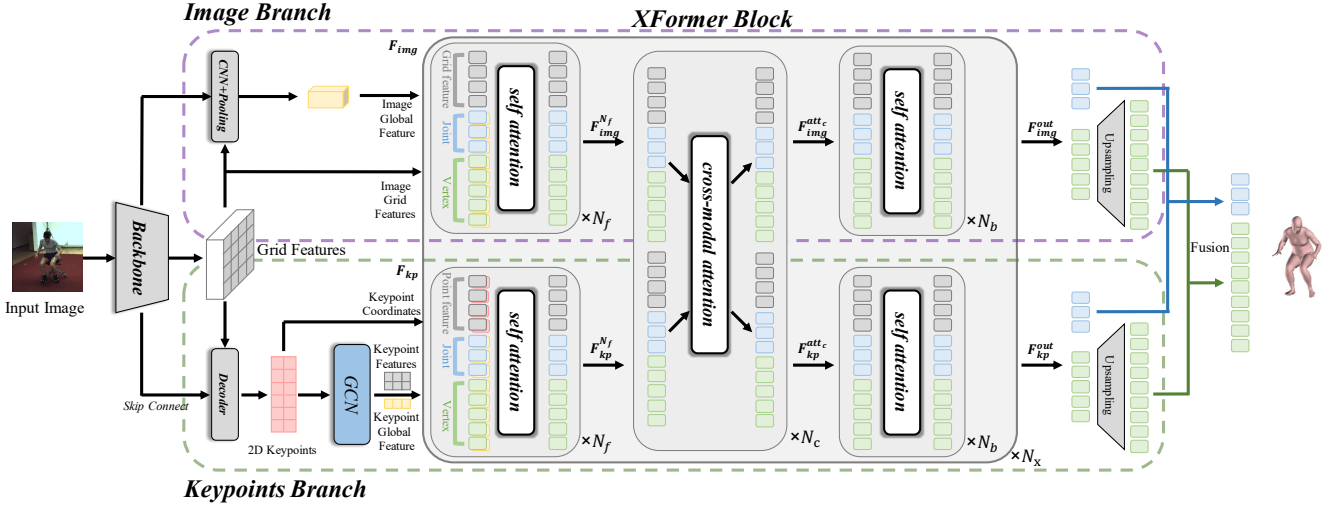 Image Branch
XFormer Block
F_img
CNN+Pooling
Image
Global
Feature
Grid feature
Joint
Vertex
self attention
×N_f
F_img^{N_f}
cross-modal attention
F_img^{att_c}
self attention
×N_b
F_img^{out}
Upsampling
Image
Grid
Features
Backbone
Grid Features
Input Image
Fusion
F_kp
Keypoint
Coordinates
Point feature
Joint
Vertex
self attention
×N_f
F_kp^{N_f}
×N_c
F_kp^{att_c}
self attention
×N_b
×N_x
F_kp^{out}
Upsampling
Decoder
Skip Connect
2D Keypoints
GCN
Keypoint
Features
Keypoint
Global
Feature
Keypoints Branch